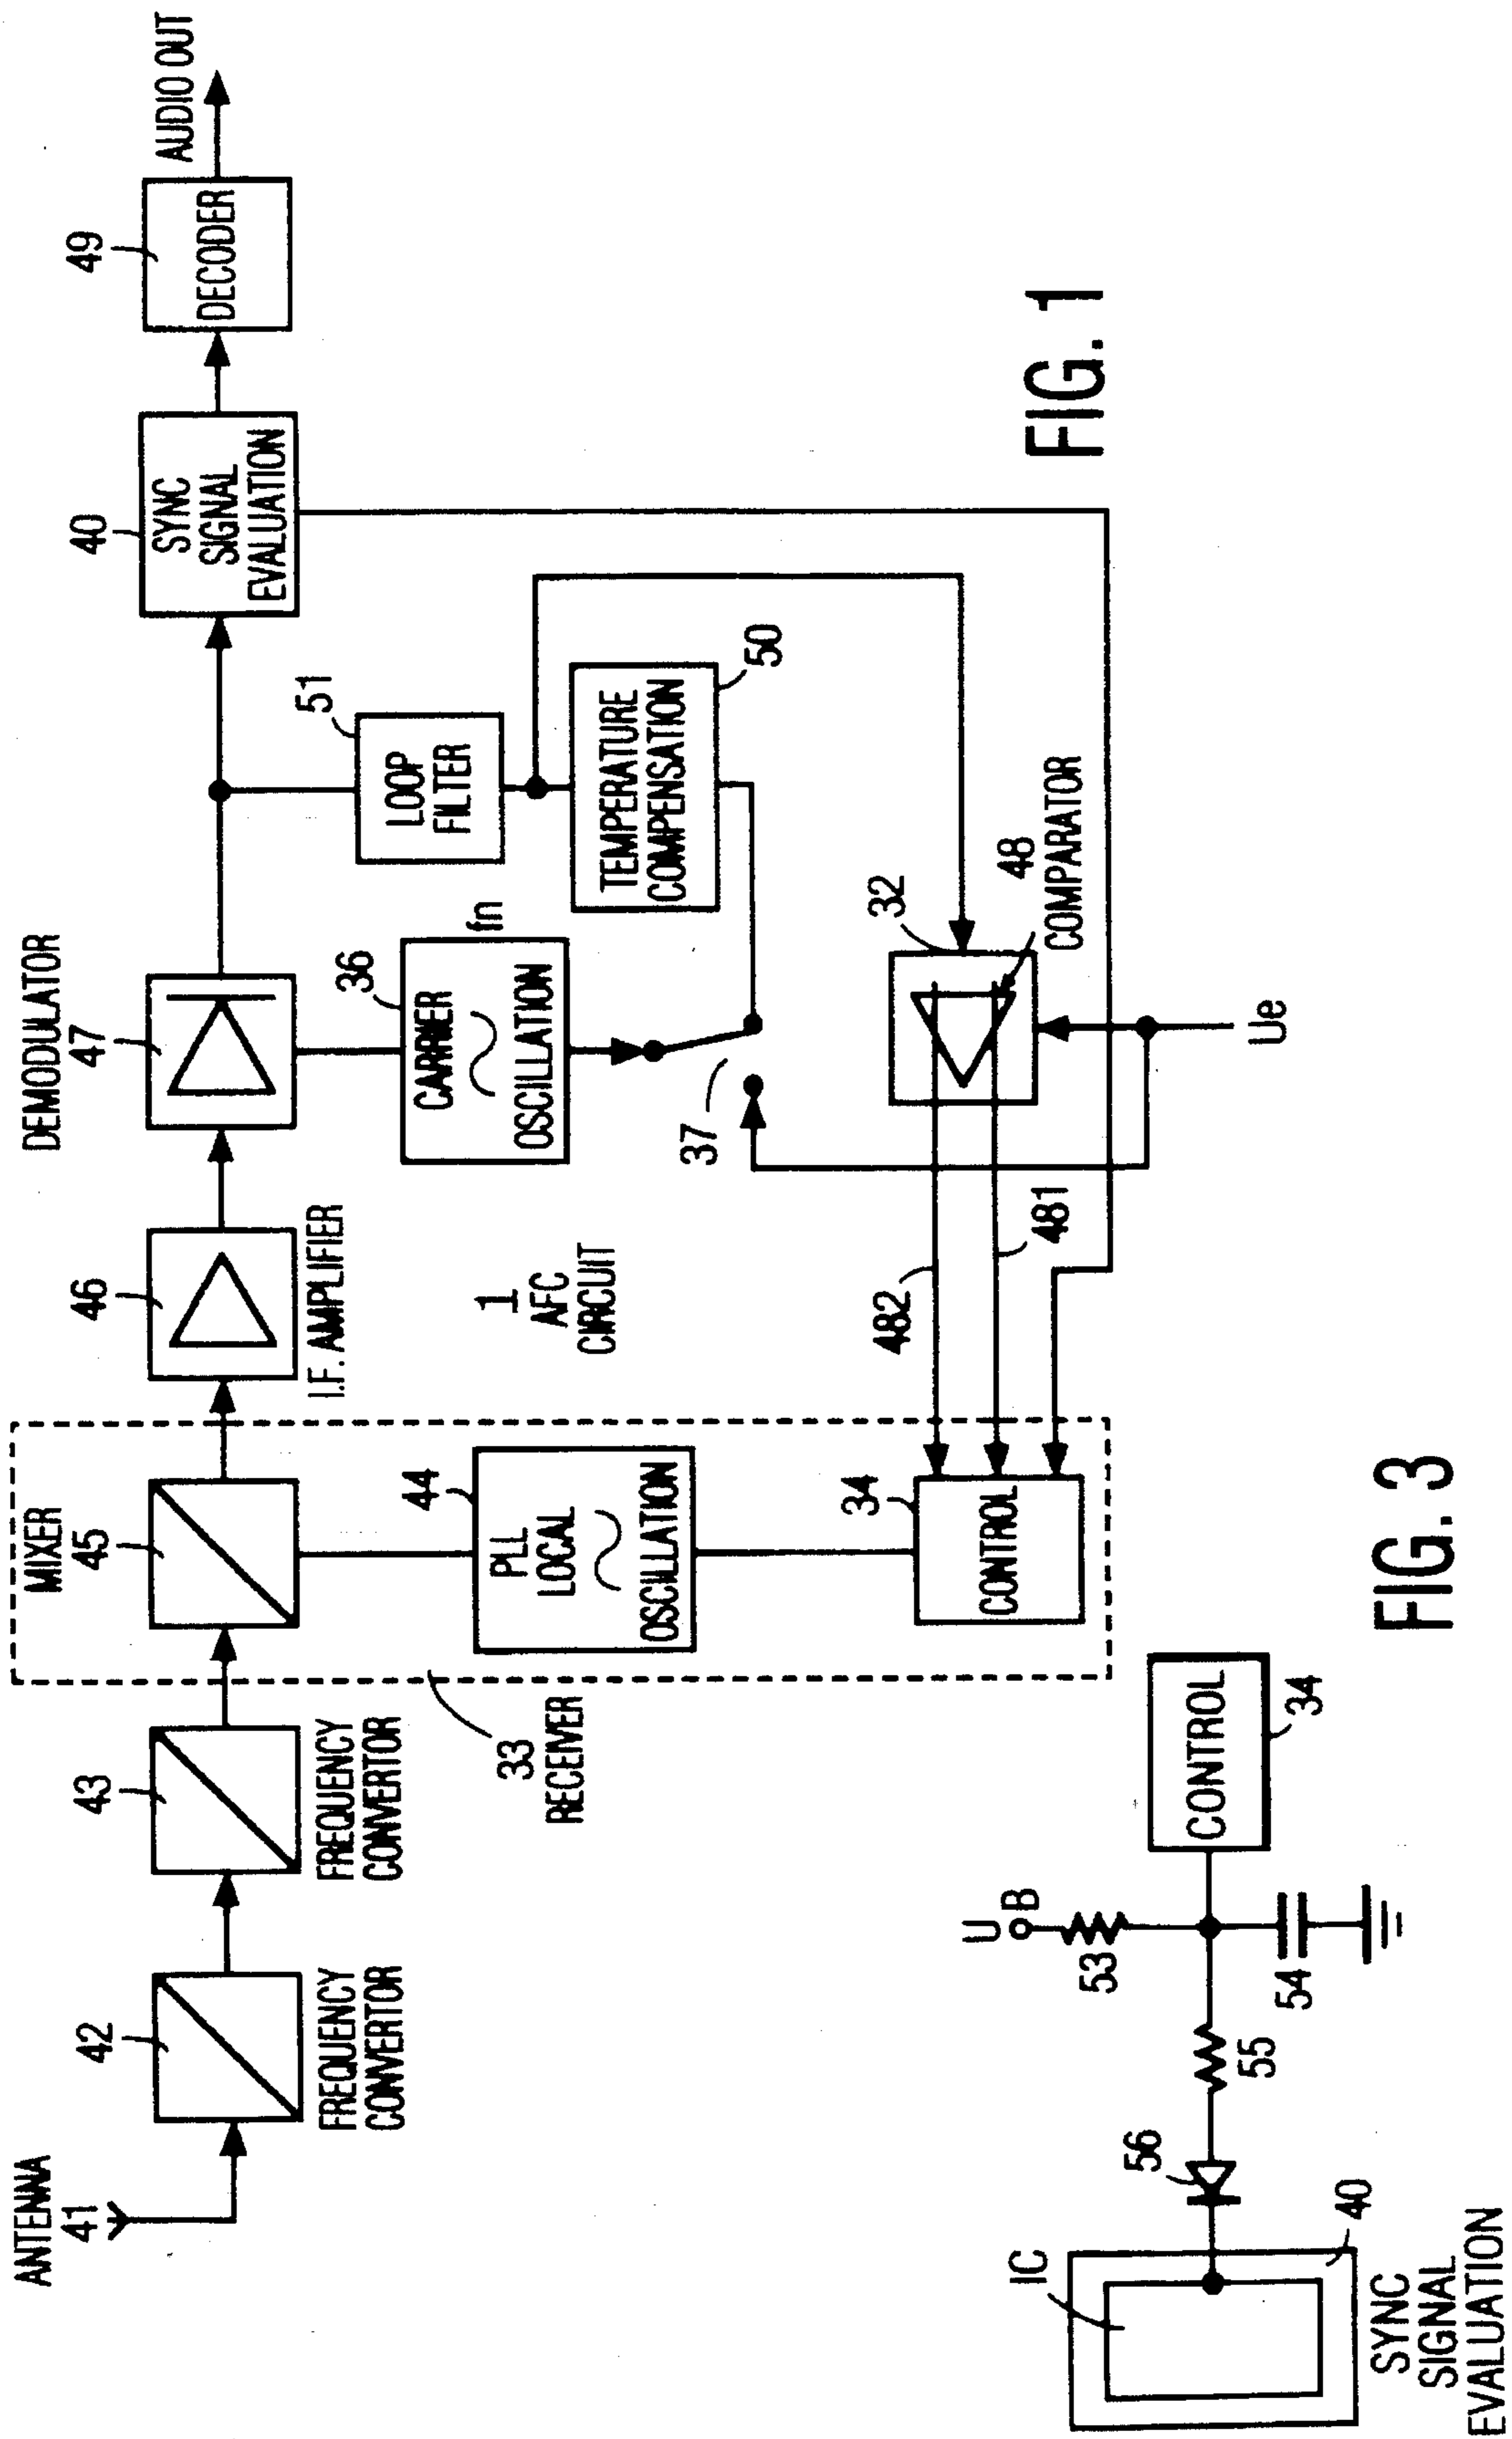 ANTENNA
41
42
FREQUENCY
CONVERTOR
43
FREQUENCY
CONVERTOR
MIXER
45
33
RECEIVER
44
PLL
LOCAL
OSCILLATION
34
CONTROL
46
I.F. AMPLIFIER
1
AFC
CIRCUIT
482
481
DEMODULATOR
47
36
CARRIER
OSCILLATION
fn
37
32
48
COMPARATOR
Ue
51
LOOP
FILTER
TEMPERATURE
COMPENSATION
50
40
SYNC
SIGNAL
EVALUATION
49
DECODER
AUDIO OUT
FIG. 1
IC
40
SYNC
SIGNAL
EVALUATION
56
55
U
B
53
54
CONTROL
34
FIG. 3